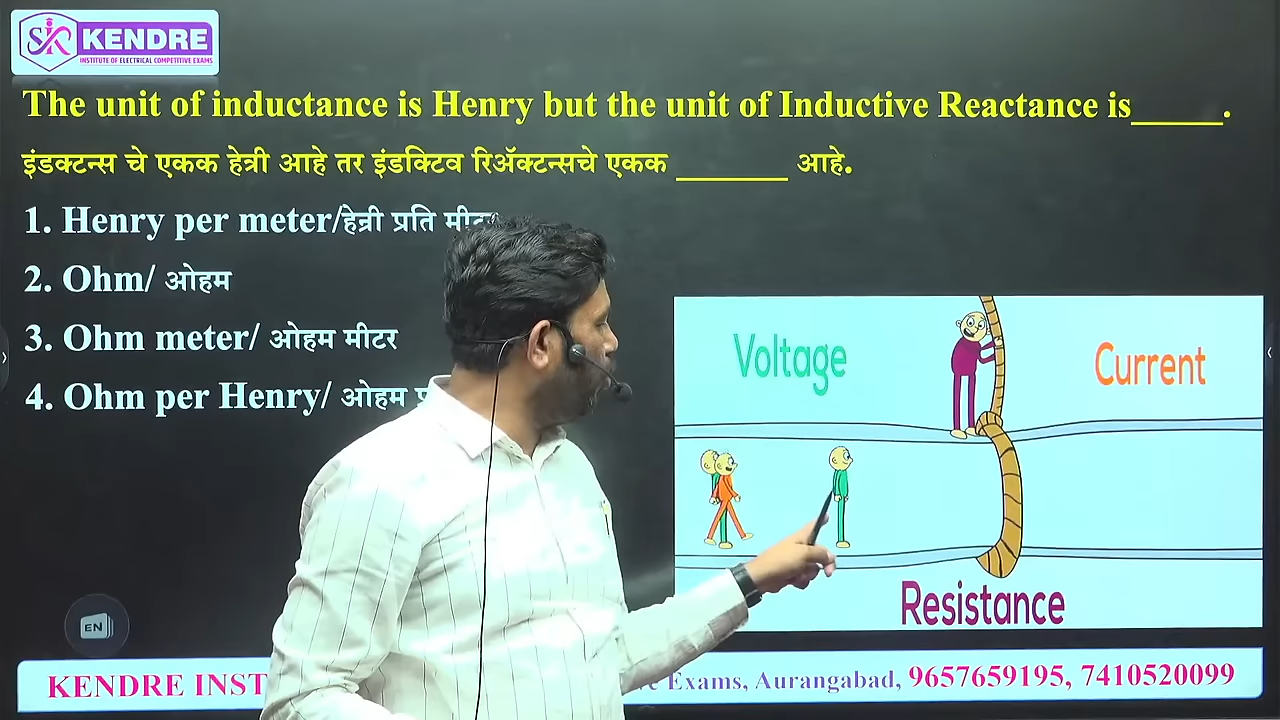 SIR KENDRE
INSTITUTE OF ELECTRICAL COMPETITIVE EXAMS
The unit of inductance is Henry but the unit of Inductive Reactance is_____.
इंडक्टन्स चे एकक हेत्री आहे तर इंडक्टिव रिॲक्टन्सचे एकक _______ आहे.
1. Henry per meter/हेन्री प्रति मीटर
2. Ohm/ ओहम
3. Ohm meter/ ओहम मीटर
4. Ohm per Henry/ ओहम
Voltage
Current
Resistance
EN
KENDRE Exams, Aurangabad, 9657659195, 7410520099